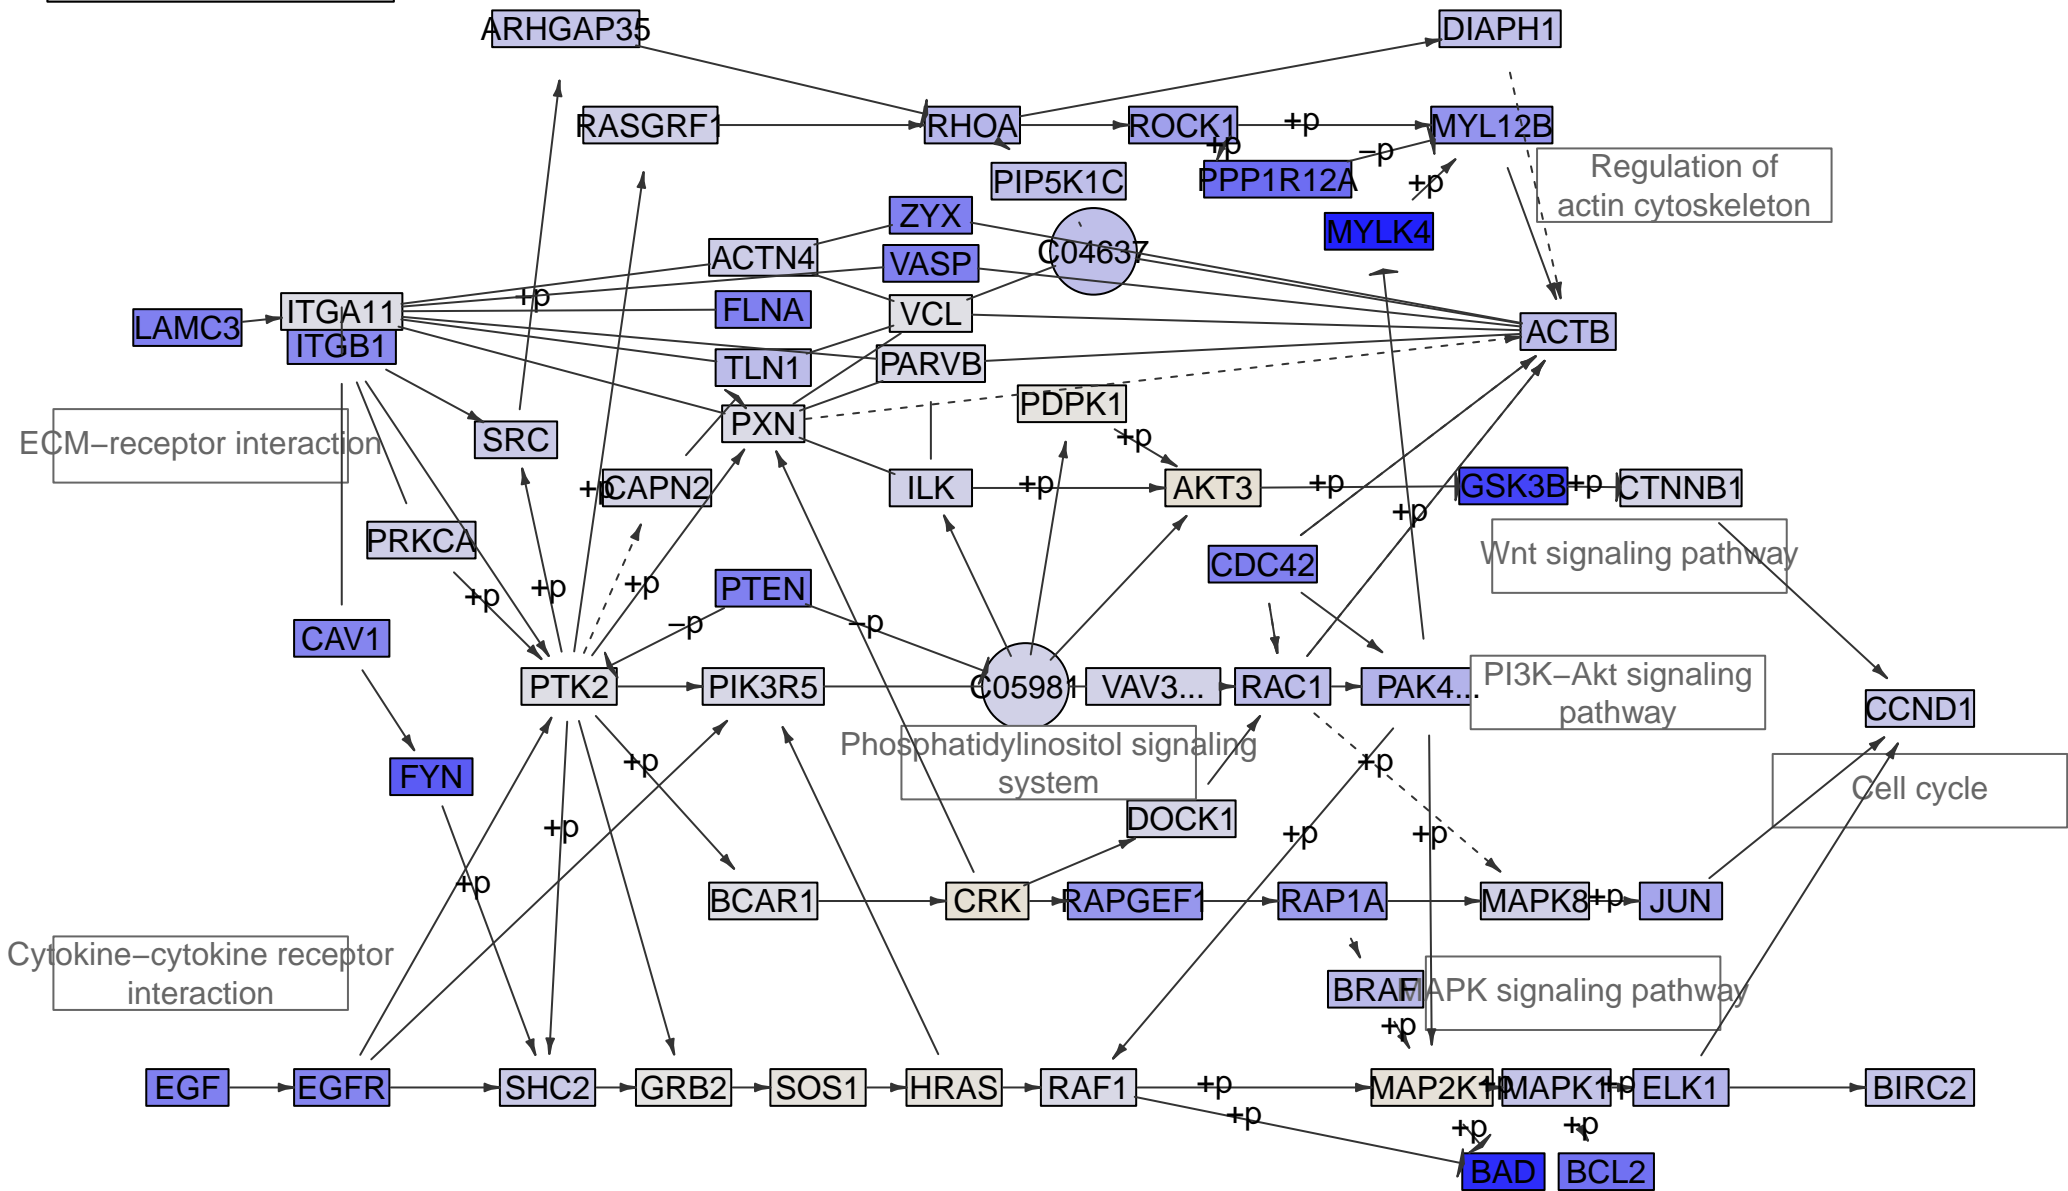 ARHGAP35
DIAPH1
RASGRF1
RHOA
ROCK1
+p
MYL12B
+p
–p
PIP5K1C
PPP1R12A
+p
Regulation of
actin cytoskeleton
ZYX
MYLK4
ACTN4
VASP
C04637
+p
ITGA11
FLNA
VCL
LAMC3
ITGB1
TLN1
PARVB
ACTB
PDPK1
PXN
ECM–receptor interaction
SRC
+p
+p
CAPN2
ILK
+p
AKT3
+p
GSK3B
+p
CTNNB1
+p
PRKCA
Wnt signaling pathway
CDC42
+p
+p
+p
PTEN
–p
–p
CAV1
PTK2
PIK3R5
C05981
VAV3...
RAC1
PAK4...
PI3K–Akt signaling
pathway
CCND1
Phosphatidylinositol signaling
system
+p
+p
FYN
Cell cycle
DOCK1
+p
+p
+p
+p
BCAR1
CRK
RAPGEF1
RAP1A
MAPK8
+p
JUN
Cytokine–cytokine receptor
interaction
BRAF
MAPK signaling pathway
+p
EGF
EGFR
SHC2
GRB2
SOS1
HRAS
RAF1
+p
MAP2K1
+p
MAPK1
+p
ELK1
BIRC2
+p
+p
+p
BAD
BCL2